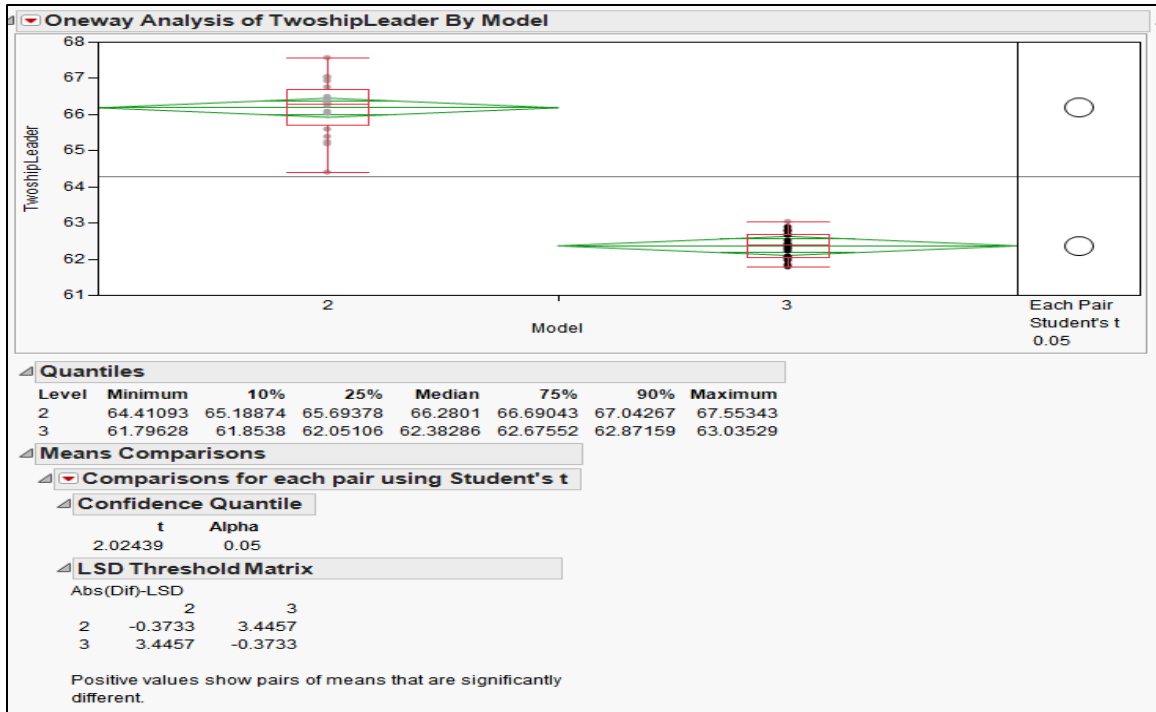 Oneway Analysis of TwoshipLeader By Model
TwoshipLeader
68
67
66
65
64
63
62
61
2 3
Model
Each Pair
Student's t
0.05
Quantiles
Level Minimum 10% 25% Median 75% 90% Maximum
2 64.41093 65.18874 65.69378 66.2801 66.69043 67.04267 67.55343
3 61.79628 61.8538 62.05106 62.38286 62.67552 62.87159 63.03529
Means Comparisons
Comparisons for each pair using Student's t
Confidence Quantile
t Alpha
2.02439 0.05
LSD Threshold Matrix
Abs(Dif)-LSD
2 3
2 -0.3733 3.4457
3 3.4457 -0.3733
Positive values show pairs of means that are significantly
different.